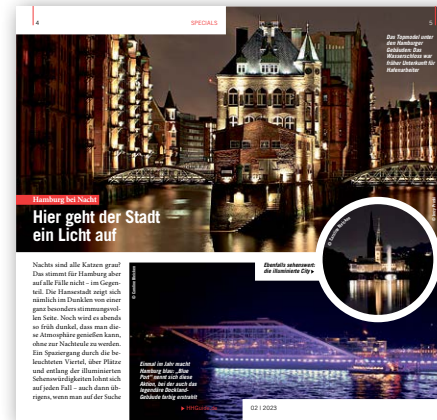 4
SPECIALS
5
Das Topmodel unter
den Hamburger
Gebäuden: Das
Wasserschloss war
früher Unterkunft für
Hafenarbeiter
Hamburg bei Nacht
Hier geht der Stadt
ein Licht auf
Nachts sind alle Katzen grau?
Das stimmt für Hamburg aber
auf alle Fälle nicht – im Gegen-
teil. Die Hansestadt zeigt sich
nämlich im Dunklen von einer
ganz besonders stimmungsvol-
len Seite. Noch wird es abends
so früh dunkel, dass man die-
se Atmosphäre genießen kann,
ohne zur Nachteule zu werden.
Ein Spaziergang durch die be-
leuchteten Viertel, über Plätze
und entlang der illuminierten
Sehenswürdigkeiten lohnt sich
auf jeden Fall – auch dann üb-
rigens, wenn man auf der Suche
Ebenfalls sehenswert:
die illuminierte City
Einmal im Jahr macht
Hamburg blau: „Blue
Port“ nennt sich diese
Aktion, bei der auch das
legendäre Dockland-
Gebäude farbig erstrahlt
02 I 2023